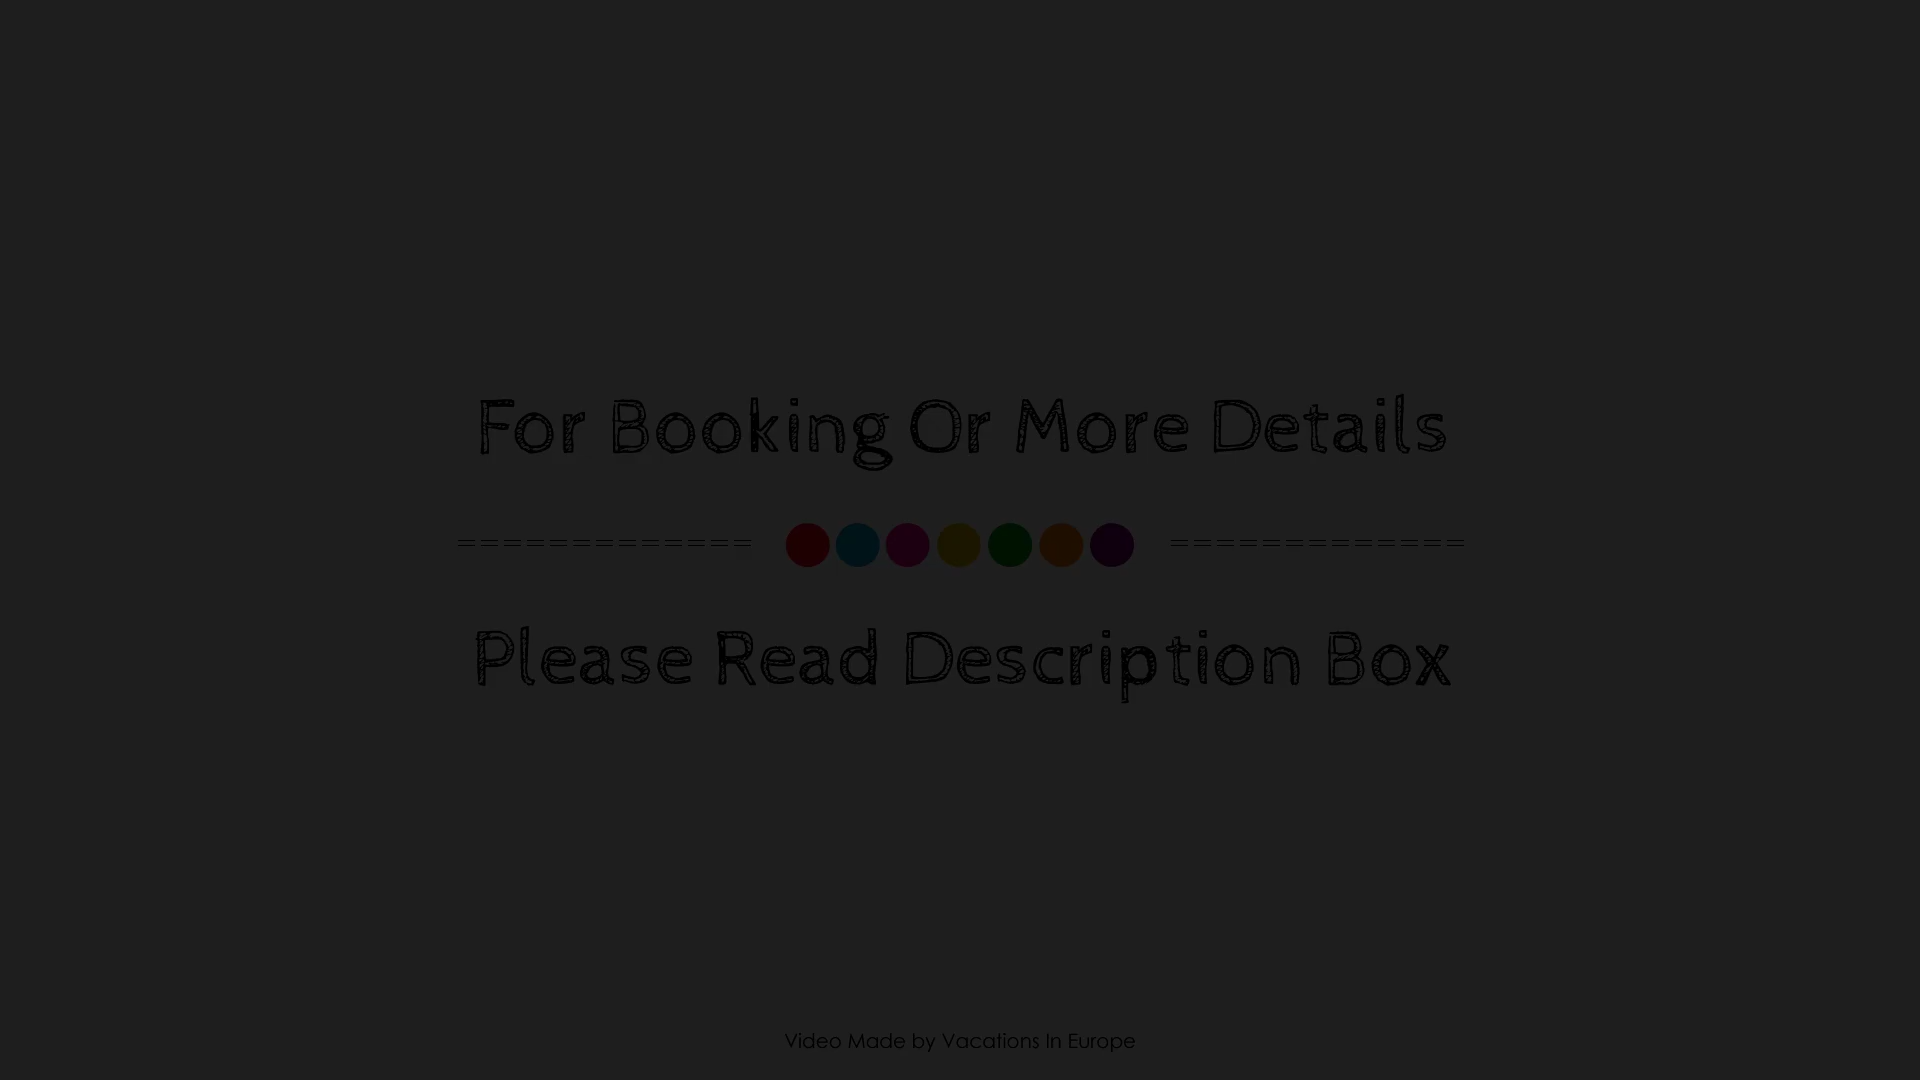 For Booking Or More Details
============= =============
Please Read Description Box
Video Made by Vacations In Europe